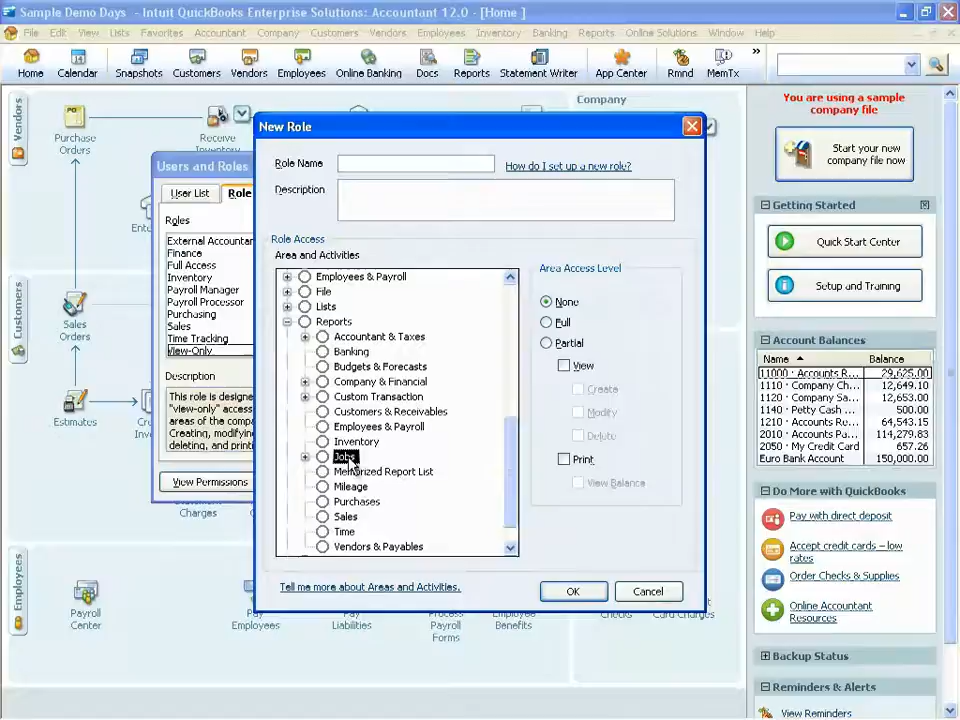 Sample Demo Days - Intuit QuickBooks Enterprise Solutions: Accountant 12.0 - [Home ]
File Edit View Lists Favorites Accountant Company Customers Vendors Employees Inventory Banking Reports Online Solutions Window Help
Home Calendar Snapshots Customers Vendors Employees Online Banking Docs Reports Statement Writer App Center Rmnd MemTx »
Vendors
Purchase
Orders
Receive
Inventory
Company
Customers
Sales
Orders
Estimates
Charges
Employees
Payroll
Center
Pay
Employees
Pay
Liabilities
Process
Payroll
Forms
Benefits
Users and Roles
User List
Role
Roles
External Accountan
Finance
Full Access
Inventory
Payroll Manager
Payroll Processor
Purchasing
Sales
Time Tracking
View-Only
Description
This role is designe
"view-only" access
areas of the compa
Creating, modifying
deleting, and printi
View Permissions
New Role
Role Name
How do I set up a new role?
Description
Role Access
Area and Activities
Employees & Payroll
File
Lists
Reports
Accountant & Taxes
Banking
Budgets & Forecasts
Company & Financial
Custom Transaction
Customers & Receivables
Employees & Payroll
Inventory
Jobs
Memorized Report List
Mileage
Purchases
Sales
Time
Vendors & Payables
Area Access Level
None
Full
Partial
View
Create
Modify
Delete
Print
View Balance
Tell me more about Areas and Activities.
OK Cancel
You are using a sample
company file
Start your new
company file now
Getting Started
Quick Start Center
Setup and Training
Account Balances
Name Balance
11000 · Accounts R... 29,625.00
1110 · Company Ch... 12,649.10
1120 · Company Sa... 12,653.00
1140 · Petty Cash ... 500.00
1210 · Accounts R... 64,543.15
2010 · Accounts Pa... 114,279.83
2050 · My Credit Card 467.26
Euro Bank Account 150,000.00
Do More with QuickBooks
Pay with direct deposit
Accept credit cards – low
rates
Order Checks & Supplies
Online Accountant
Resources
Backup Status
Reminders & Alerts
View Reminders